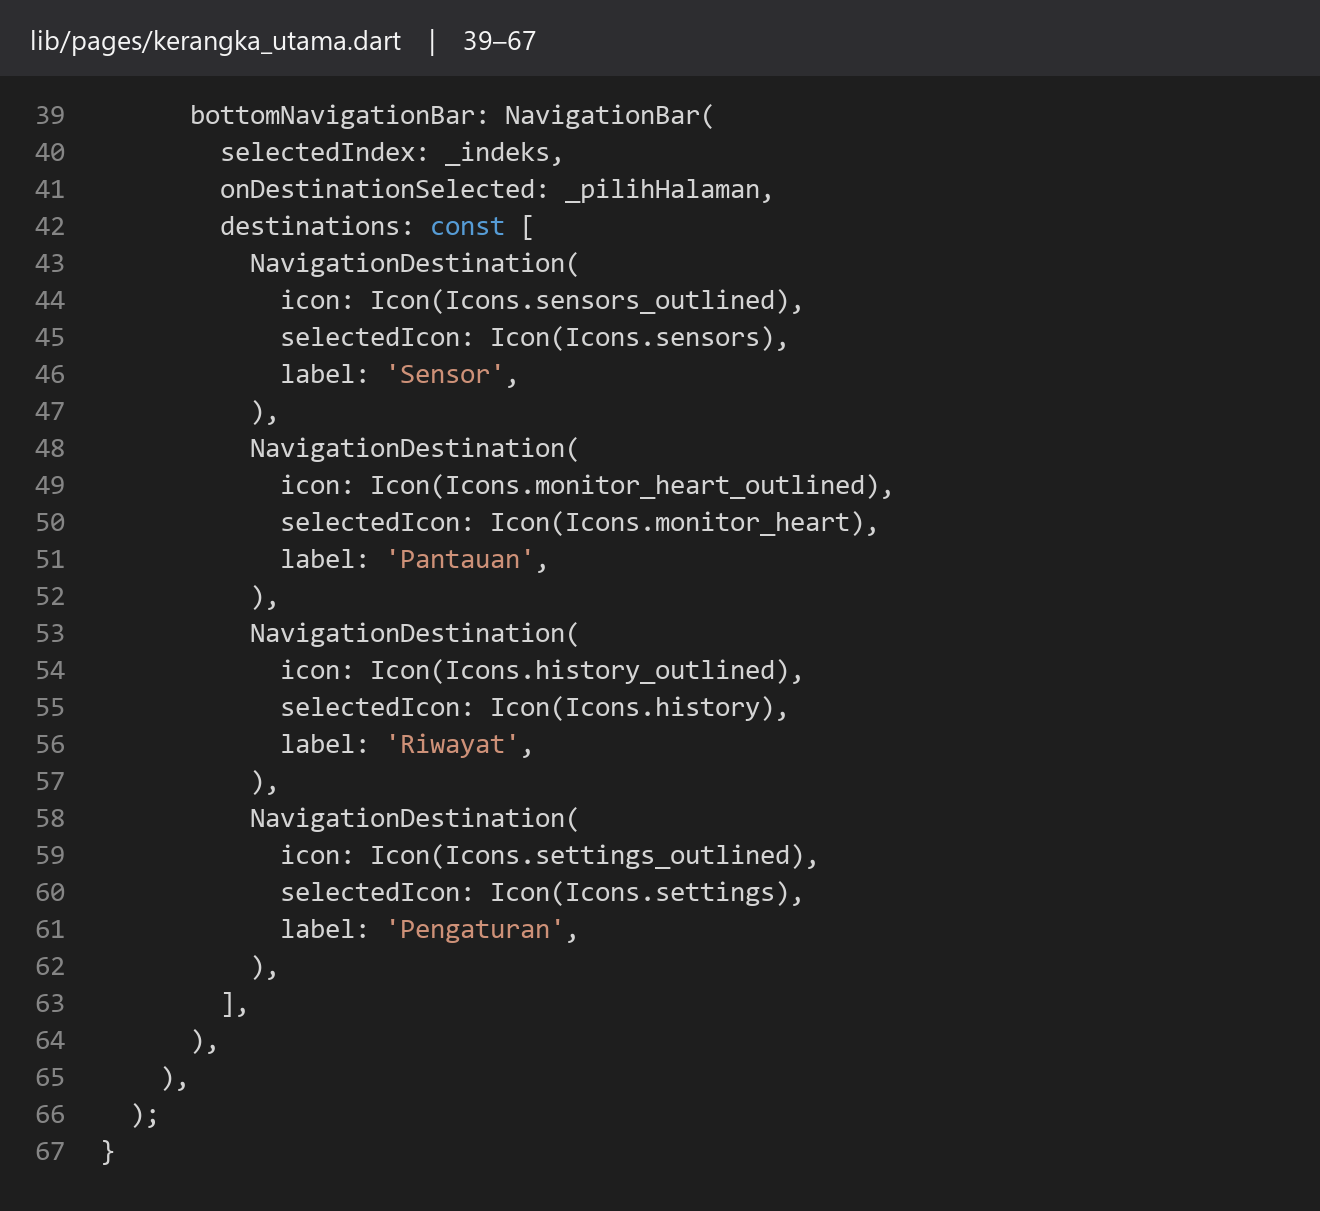 lib/pages/kerangka_utama.dart | 39–67
39 bottomNavigationBar: NavigationBar(
40 selectedIndex: _indeks,
41 onDestinationSelected: _pilihHalaman,
42 destinations: const [
43 NavigationDestination(
44 icon: Icon(Icons.sensors_outlined),
45 selectedIcon: Icon(Icons.sensors),
46 label: 'Sensor',
47 ),
48 NavigationDestination(
49 icon: Icon(Icons.monitor_heart_outlined),
50 selectedIcon: Icon(Icons.monitor_heart),
51 label: 'Pantauan',
52 ),
53 NavigationDestination(
54 icon: Icon(Icons.history_outlined),
55 selectedIcon: Icon(Icons.history),
56 label: 'Riwayat',
57 ),
58 NavigationDestination(
59 icon: Icon(Icons.settings_outlined),
60 selectedIcon: Icon(Icons.settings),
61 label: 'Pengaturan',
62 ),
63 ],
64 ),
65 ),
66 );
67 }